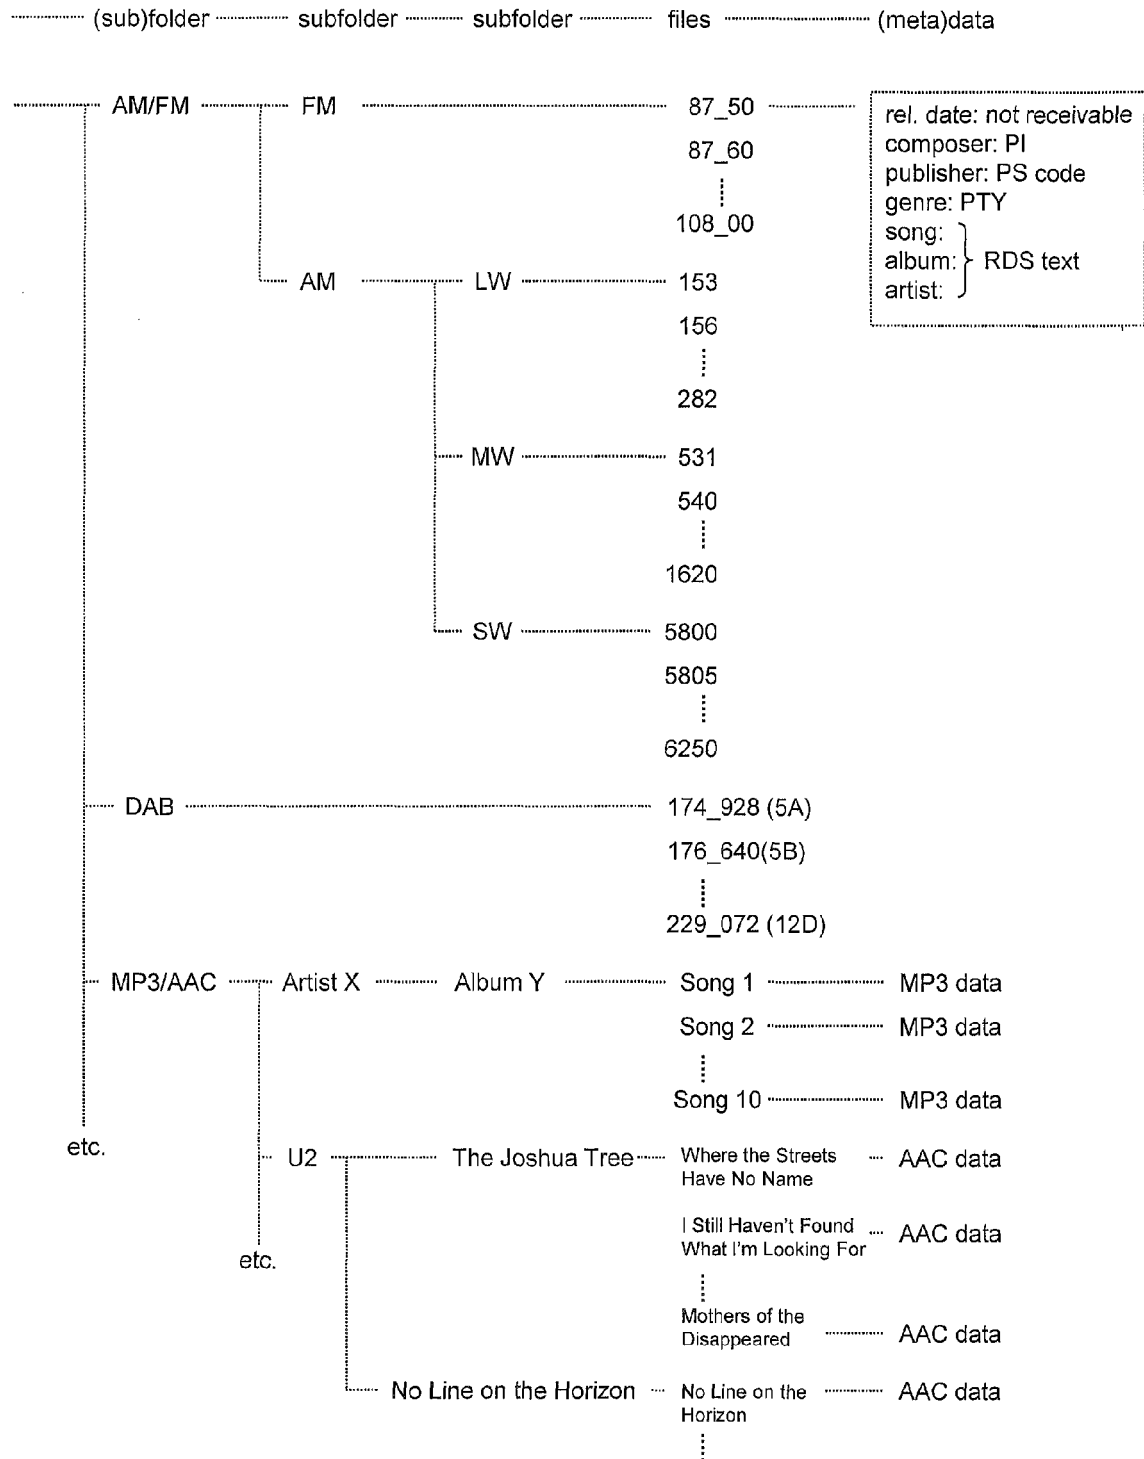 (sub)folder subfolder subfolder files (meta)data
AM/FM FM 87_50
87_60
108_00
rel. date: not receivable
composer: PI
publisher: PS code
genre: PTY
song:
album: RDS text
artist:
AM LW 153
156
282
MW 531
540
1620
SW 5800
5805
6250
DAB 174_928 (5A)
176_640(5B)
229_072 (12D)
MP3/AAC Artist X Album Y Song 1 MP3 data
Song 2 MP3 data
Song 10 MP3 data
etc.
U2 The Joshua Tree Where the Streets AAC data
Have No Name
etc.
I Still Haven't Found AAC data
What I'm Looking For
Mothers of the
Disappeared AAC data
No Line on the Horizon No Line on the AAC data
Horizon